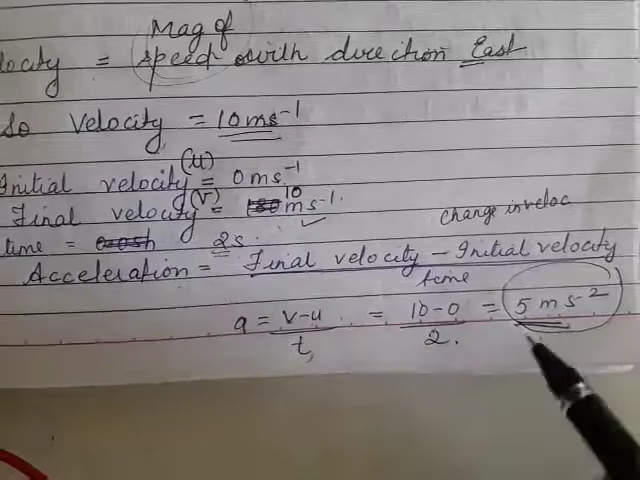 Mag of
locity = speed with direction East
So Velocity = 10ms⁻¹
(u)
Initial velocity = 0ms⁻¹
(v) 10
Final velocity = ms⁻¹.
change in veloc
time = 2s.
Acceleration = Final velocity - Initial velocity
time
a = v-u = 10-0 = 5 m s⁻²
t, 2.